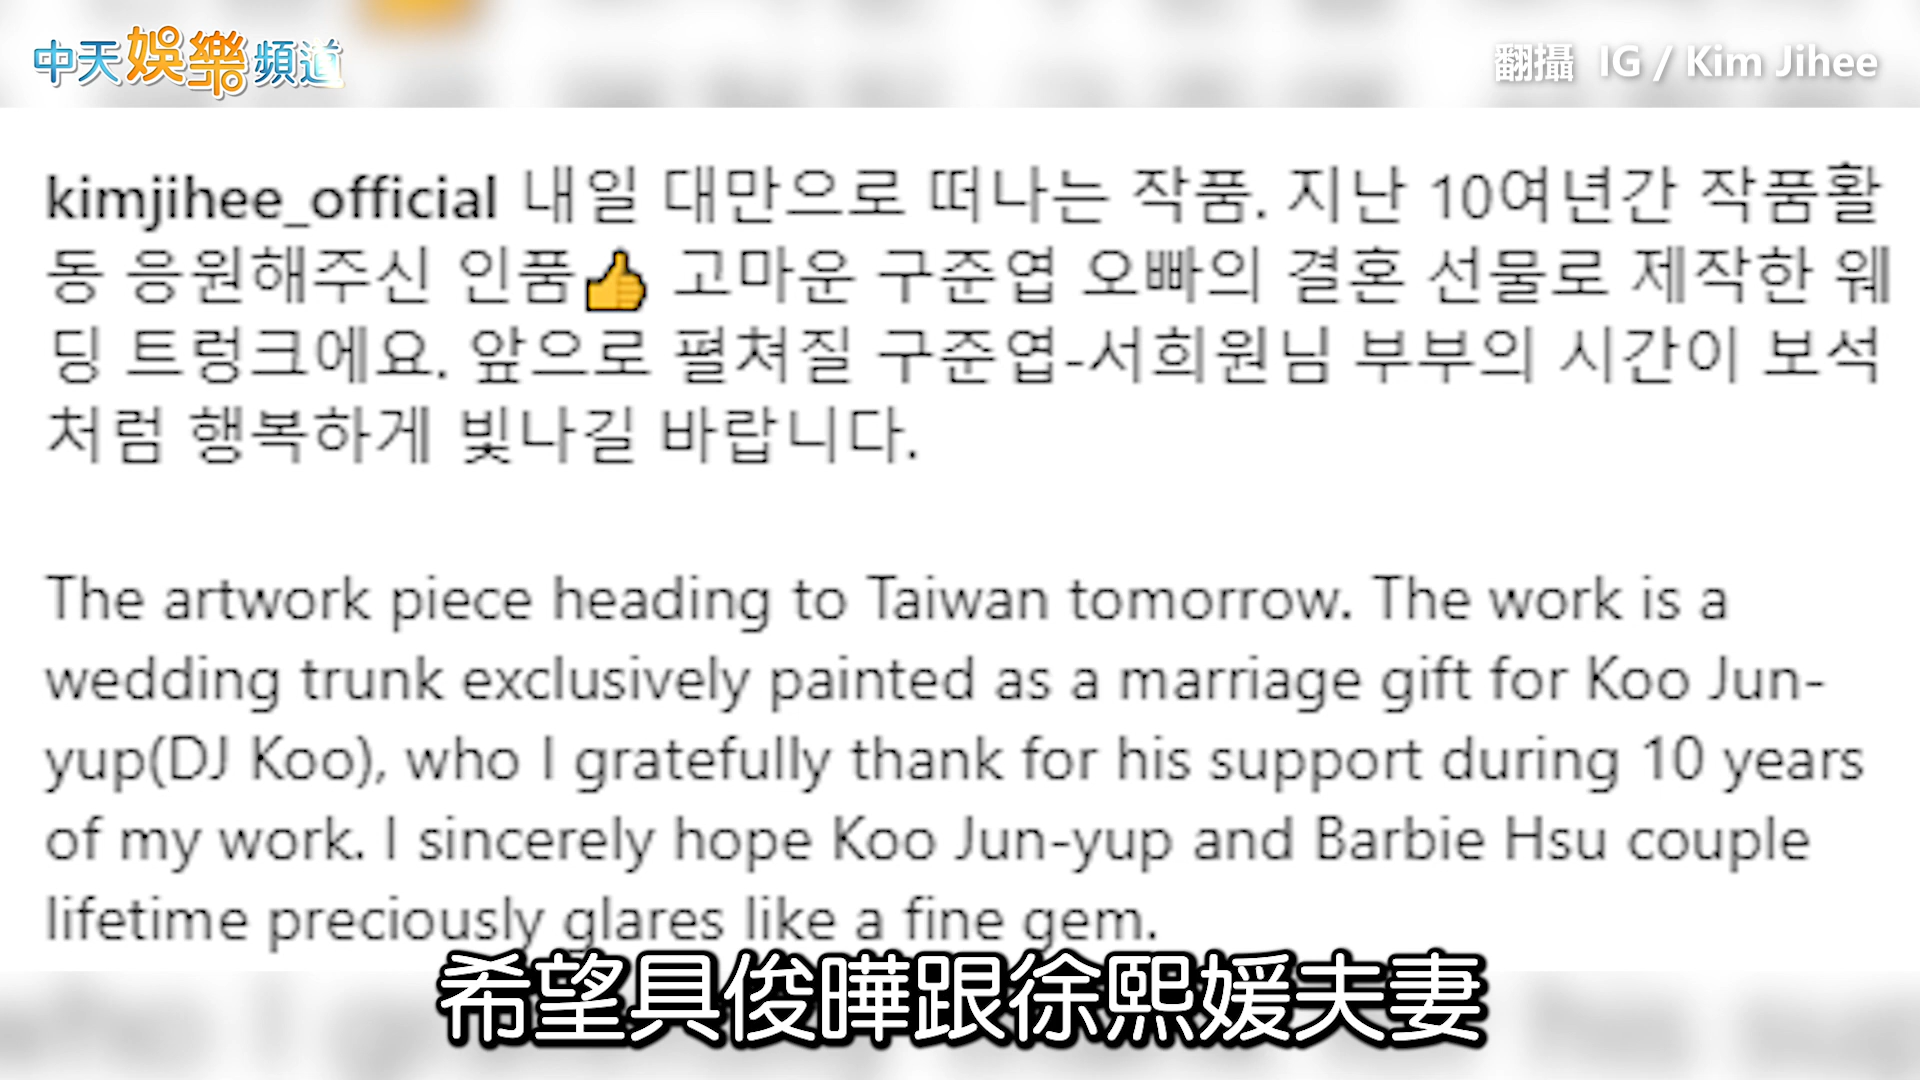 中天娛樂頻道
翻攝 IG / Kim Jihee
kimjihee_official 내일 대만으로 떠나는 작품. 지난 10여년간 작품활
동 응원해주신 인품👍 고마운 구준엽 오빠의 결혼 선물로 제작한 웨
딩 트렁크에요. 앞으로 펼쳐질 구준엽-서희원님 부부의 시간이 보석
처럼 행복하게 빛나길 바랍니다.
The artwork piece heading to Taiwan tomorrow. The work is a
wedding trunk exclusively painted as a marriage gift for Koo Jun-
yup(DJ Koo), who I gratefully thank for his support during 10 years
of my work. I sincerely hope Koo Jun-yup and Barbie Hsu couple
lifetime preciously glares like a fine gem.
希望具俊曄跟徐熙媛夫妻